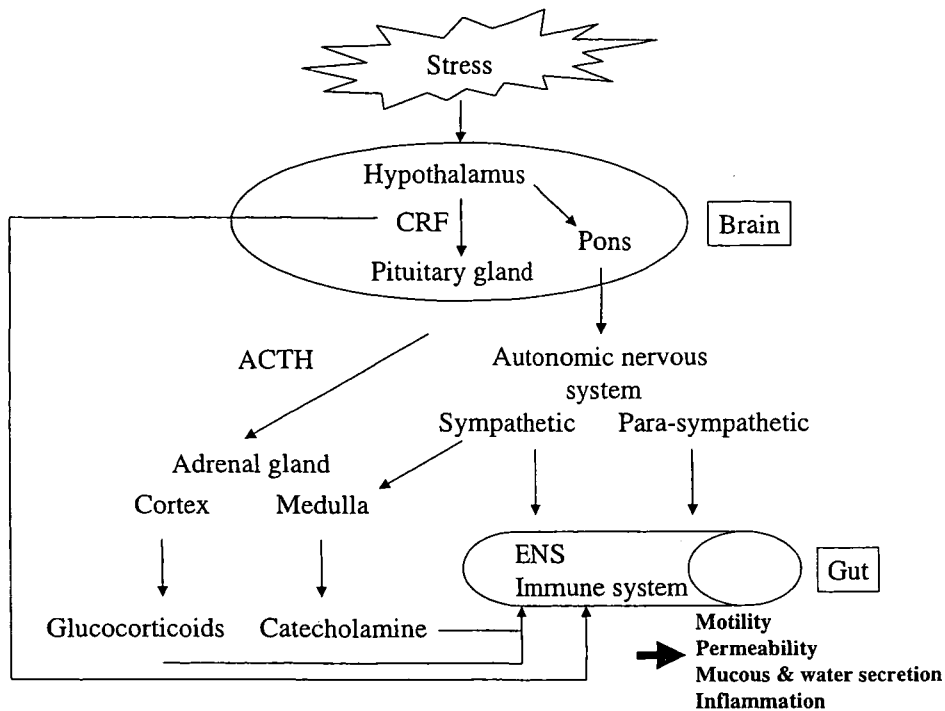 Stress
Hypothalamus
CRF
Pons
Brain
Pituitary gland
ACTH
Autonomic nervous
system
Sympathetic
Para-sympathetic
Adrenal gland
Cortex
Medulla
ENS
Immune system
Gut
Glucocorticoids
Catecholamine
Motility
Permeability
Mucous & water secretion
Inflammation